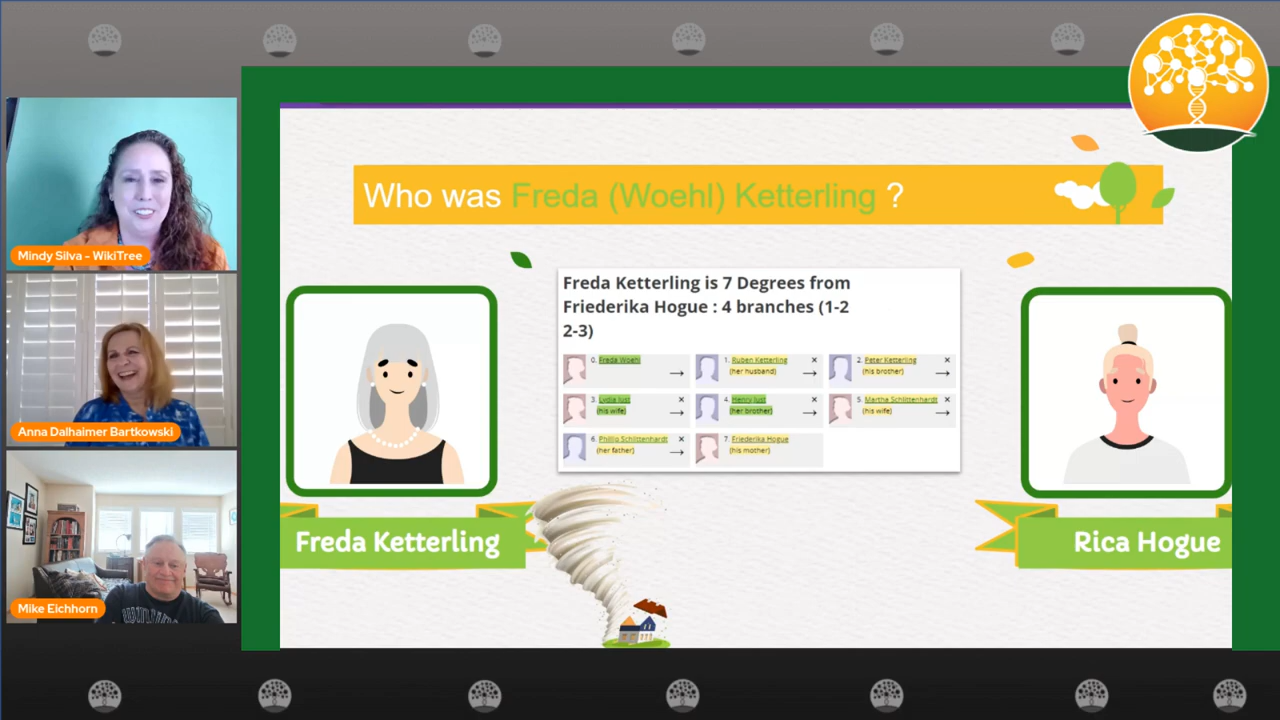 Who was Freda (Woehl) Ketterling ?
Mindy Silva - WikiTree
Anna Dalhaimer Bartkowski
Mike Eichhorn
Freda Ketterling is 7 Degrees from
Friederika Hogue : 4 branches (1-2
2-3)
0. Freda Woehl
→
1. Ruben Ketterling
(her husband)
→
2. Peter Ketterling
(his brother)
→
3. Lydia Just
(his wife)
→
4. Henry Just
(her brother)
→
5. Martha Schlittenhardt
(his wife)
→
6. Phillip Schlittenhardt
(her father)
→
7. Friederika Hogue
(his mother)
Freda Ketterling
Rica Hogue